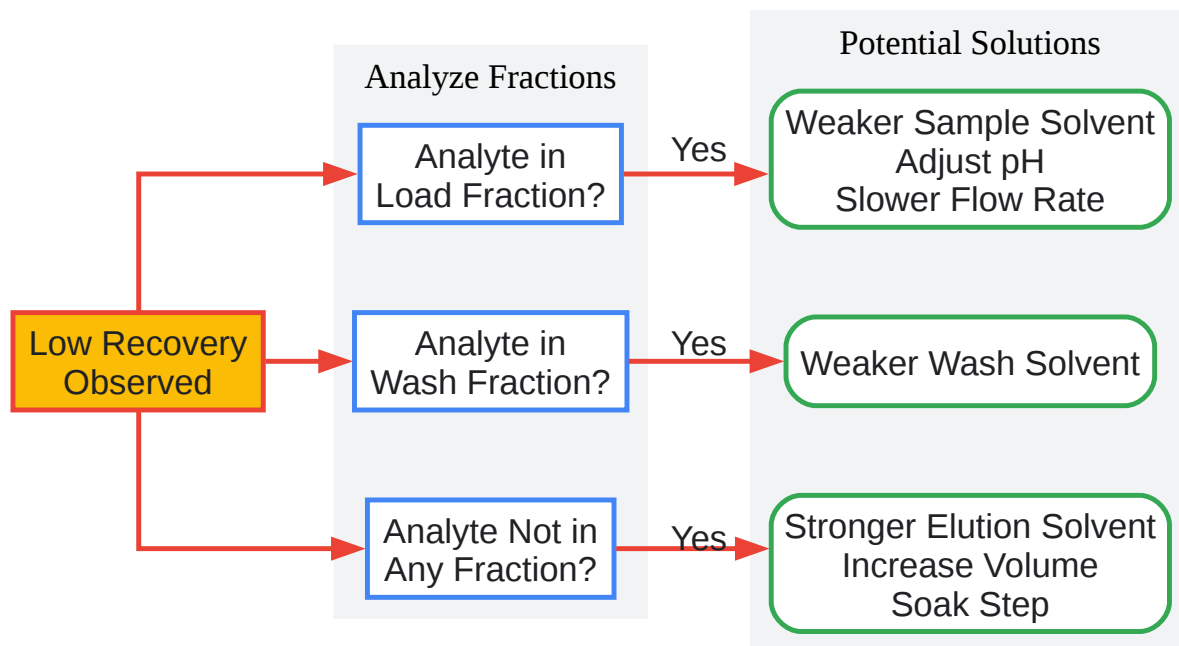 Potential Solutions
Analyze Fractions
Weaker Sample Solvent
Adjust pH
Slower Flow Rate
Yes
Analyte in
Load Fraction?
Low Recovery
Observed
Analyte in
Wash Fraction?
Yes
Weaker Wash Solvent
Analyte Not in
Any Fraction?
Yes
Stronger Elution Solvent
Increase Volume
Soak Step